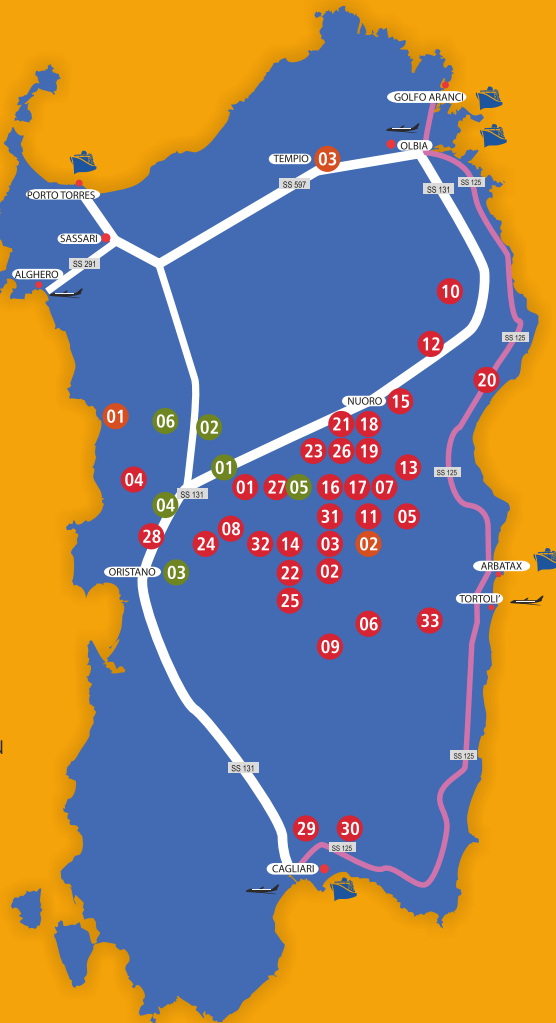 GOLFO ARANCI
OLBIA
TEMPIO
03
SS 597
SS 131
SS 125
PORTO TORRES
SASSARI
SS 291
ALGHERO
10
12
SS 125
20
NUORO
15
01
06
02
21
18
23
26
19
13
SS 125
01
04
01
27
05
16
17
07
SS 131
04
31
11
05
28
08
24
32
14
03
02
ORISTANO
03
22
02
ARBATAX
TORTOLI'
25
06
33
09
N
SS 131
SS 125
29
30
SS 125
CAGLIARI